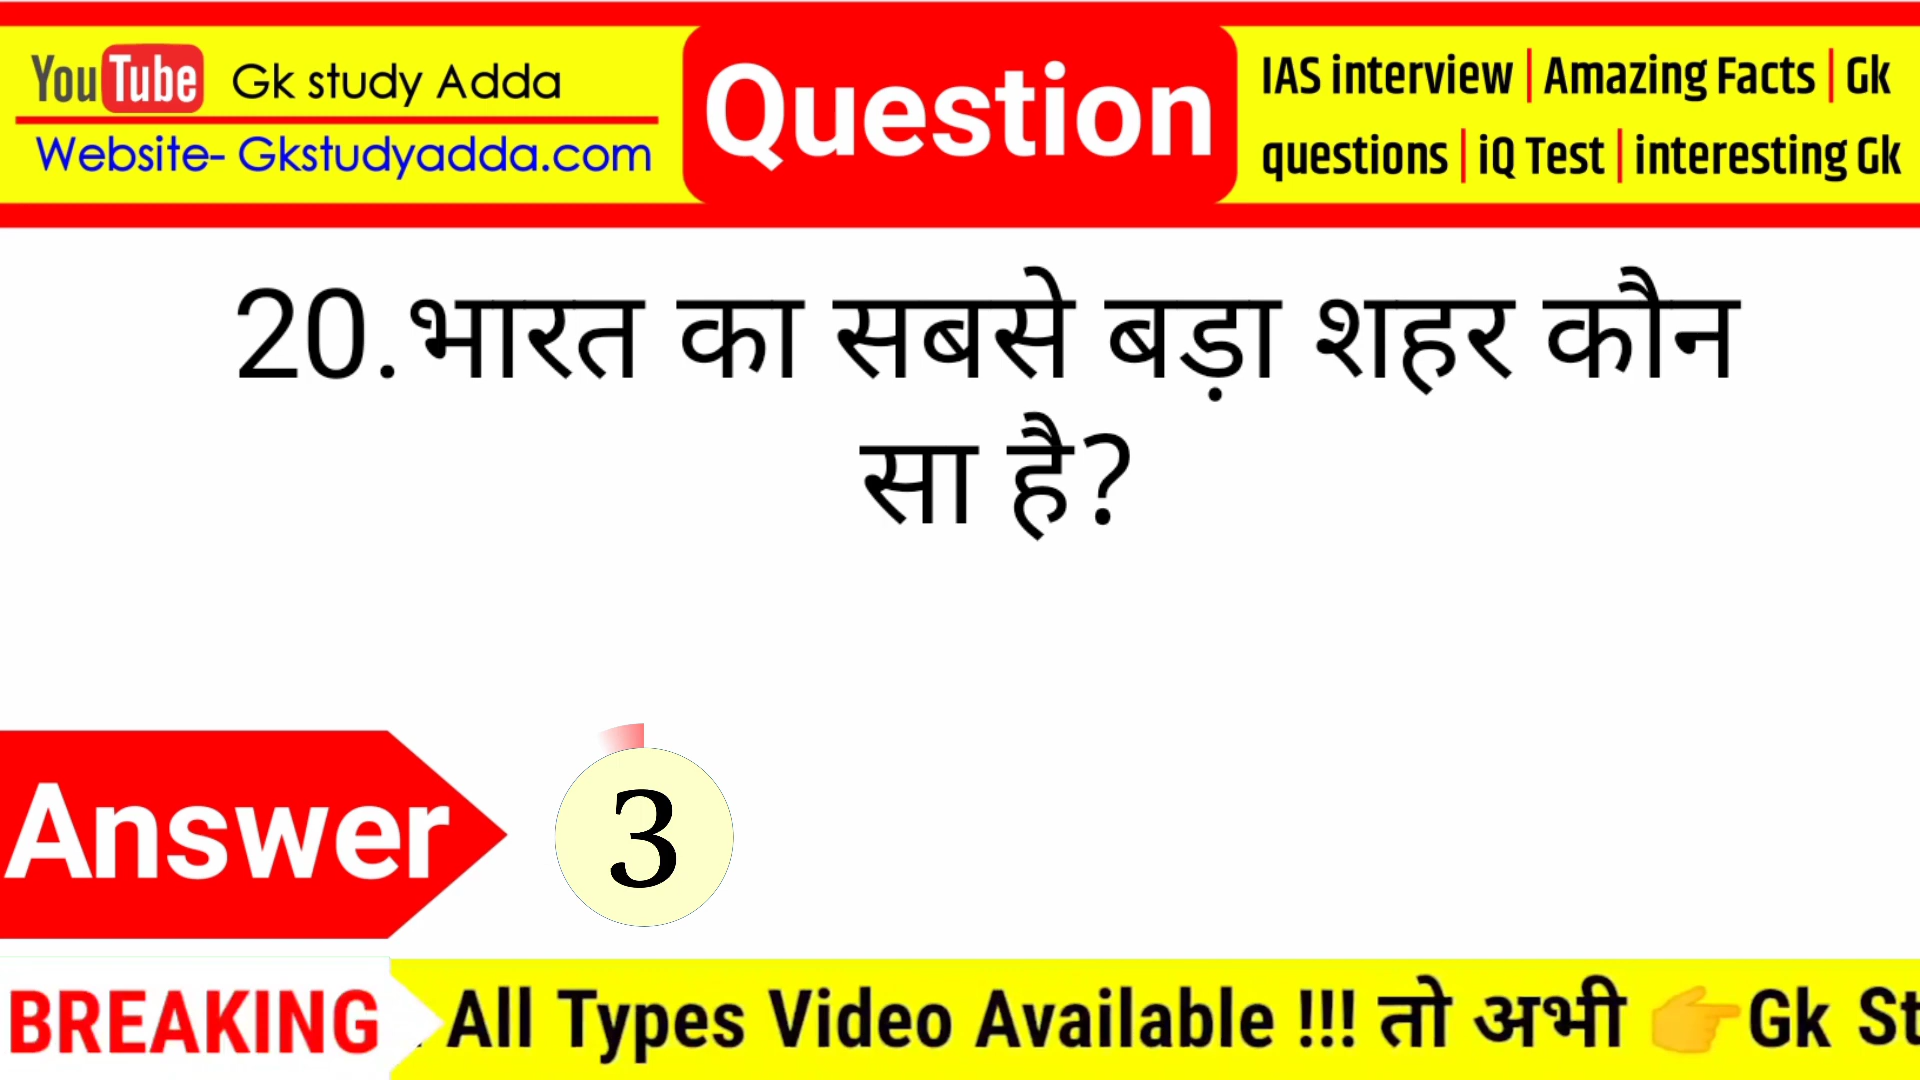 YouTube Gk study Adda
Website- Gkstudyadda.com
Question
IAS interview | Amazing Facts | Gk
questions | iQ Test | interesting Gk
20.भारत का सबसे बड़ा शहर कौन
सा है?
Answer
3
BREAKING
All Types Video Available !!! तो अभी 👉Gk St